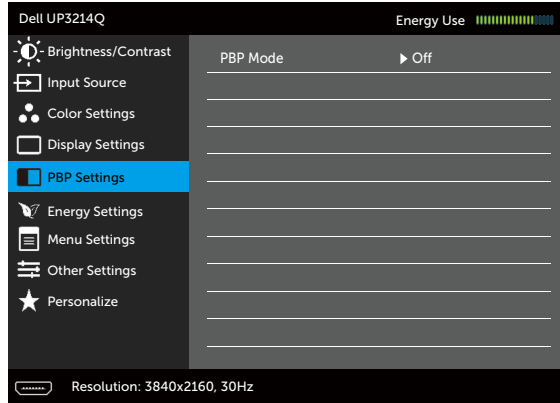 Dell UP3214Q Energy Use
Brightness/Contrast
PBP Mode Off
Input Source
Color Settings
Display Settings
PBP Settings
Energy Settings
Menu Settings
Other Settings
Personalize
Resolution: 3840x2160, 30Hz